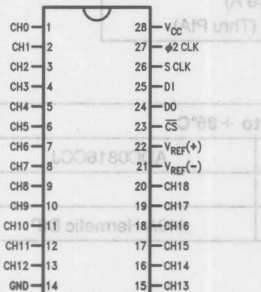 CH0 1 28 VCC
CH1 2 27 ϕ2 CLK
CH2 3 26 S CLK
CH3 4 25 DI
CH4 5 24 DO
CH5 6 23 C̅S̅
CH6 7 22 VREF(+)
CH7 8 21 VREF(−)
CH8 9 20 CH18
CH9 10 19 CH17
CH10 11 18 CH16
CH11 12 17 CH15
CH12 13 16 CH14
GND 14 15 CH13